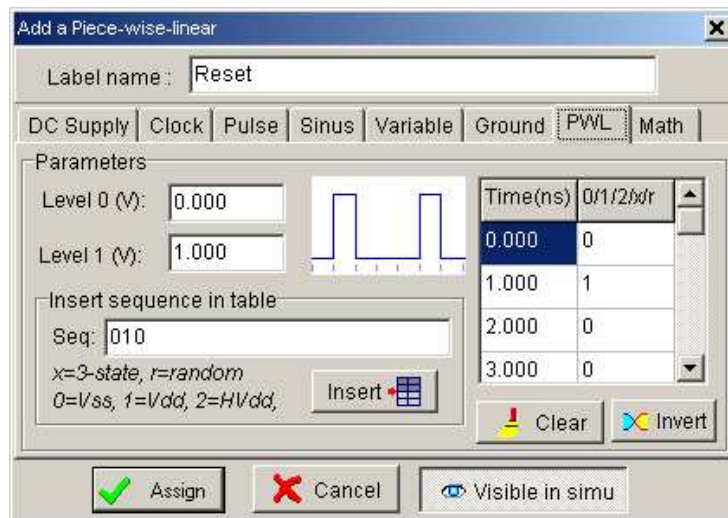 Add a Piece-wise-linear
Label name : Reset
DC Supply Clock Pulse Sinus Variable Ground PWL Math
Parameters
Level 0 (V): 0.000
Level 1 (V): 1.000
Time(ns) 0/1/2/x/r
0.000 0
1.000 1
2.000 0
3.000 0
Insert sequence in table
Seq: 010
x=3-state, r=random
0=Vss, 1=Vdd, 2=HVdd,
Insert
Clear Invert
Assign Cancel Visible in simu